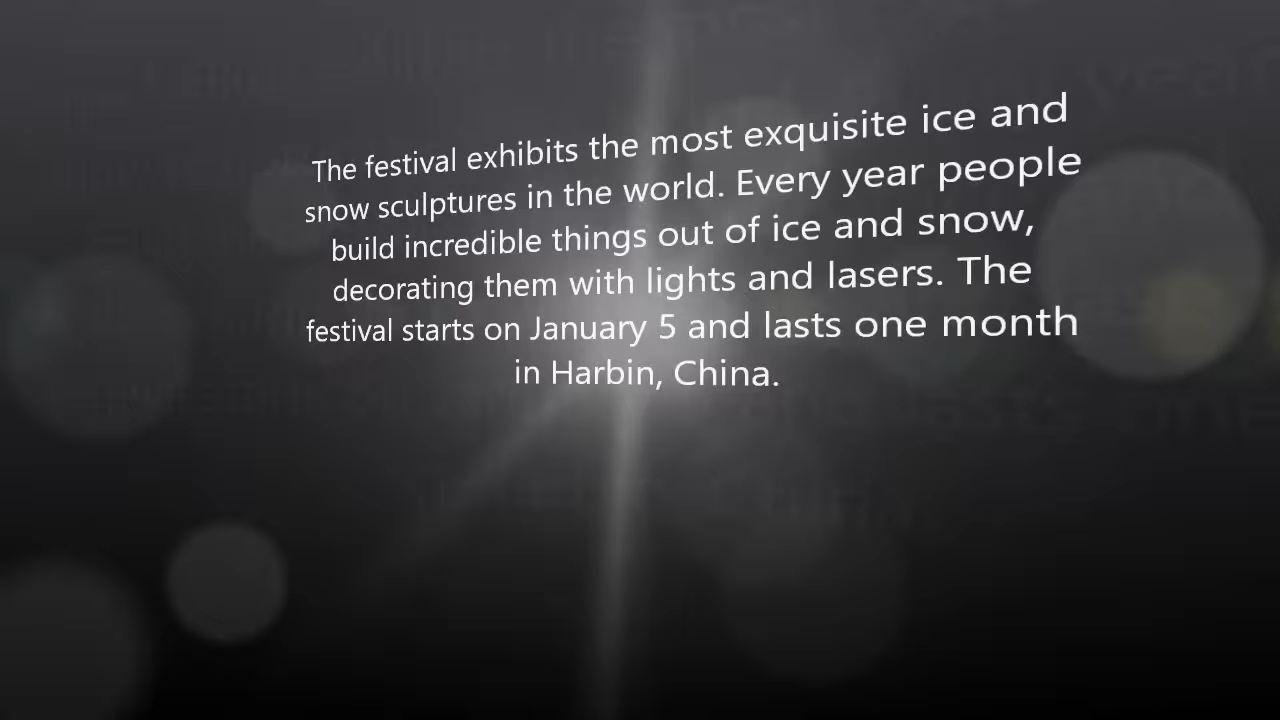 The festival exhibits the most exquisite ice and
snow sculptures in the world. Every year people
build incredible things out of ice and snow,
decorating them with lights and lasers. The
festival starts on January 5 and lasts one month
in Harbin, China.